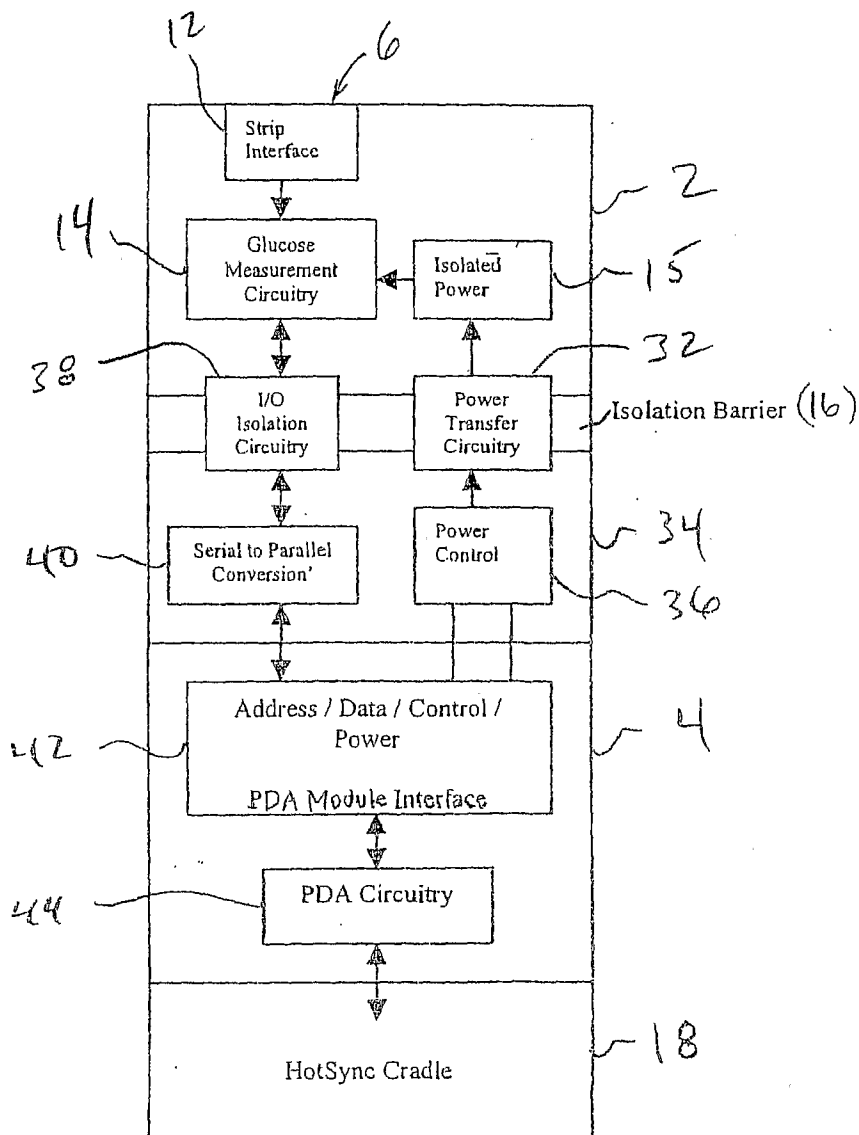 12
6
Strip
Interface
2
14
Glucose
Measurement
Circuitry
Isolated
Power
15
38
32
I/O
Isolation
Circuitry
Power
Transfer
Circuitry
Isolation Barrier (16)
40
Serial to Parallel
Conversion
Power
Control
34
36
42
Address / Data / Control /
Power
PDA Module Interface
4
44
PDA Circuitry
HotSync Cradle
18